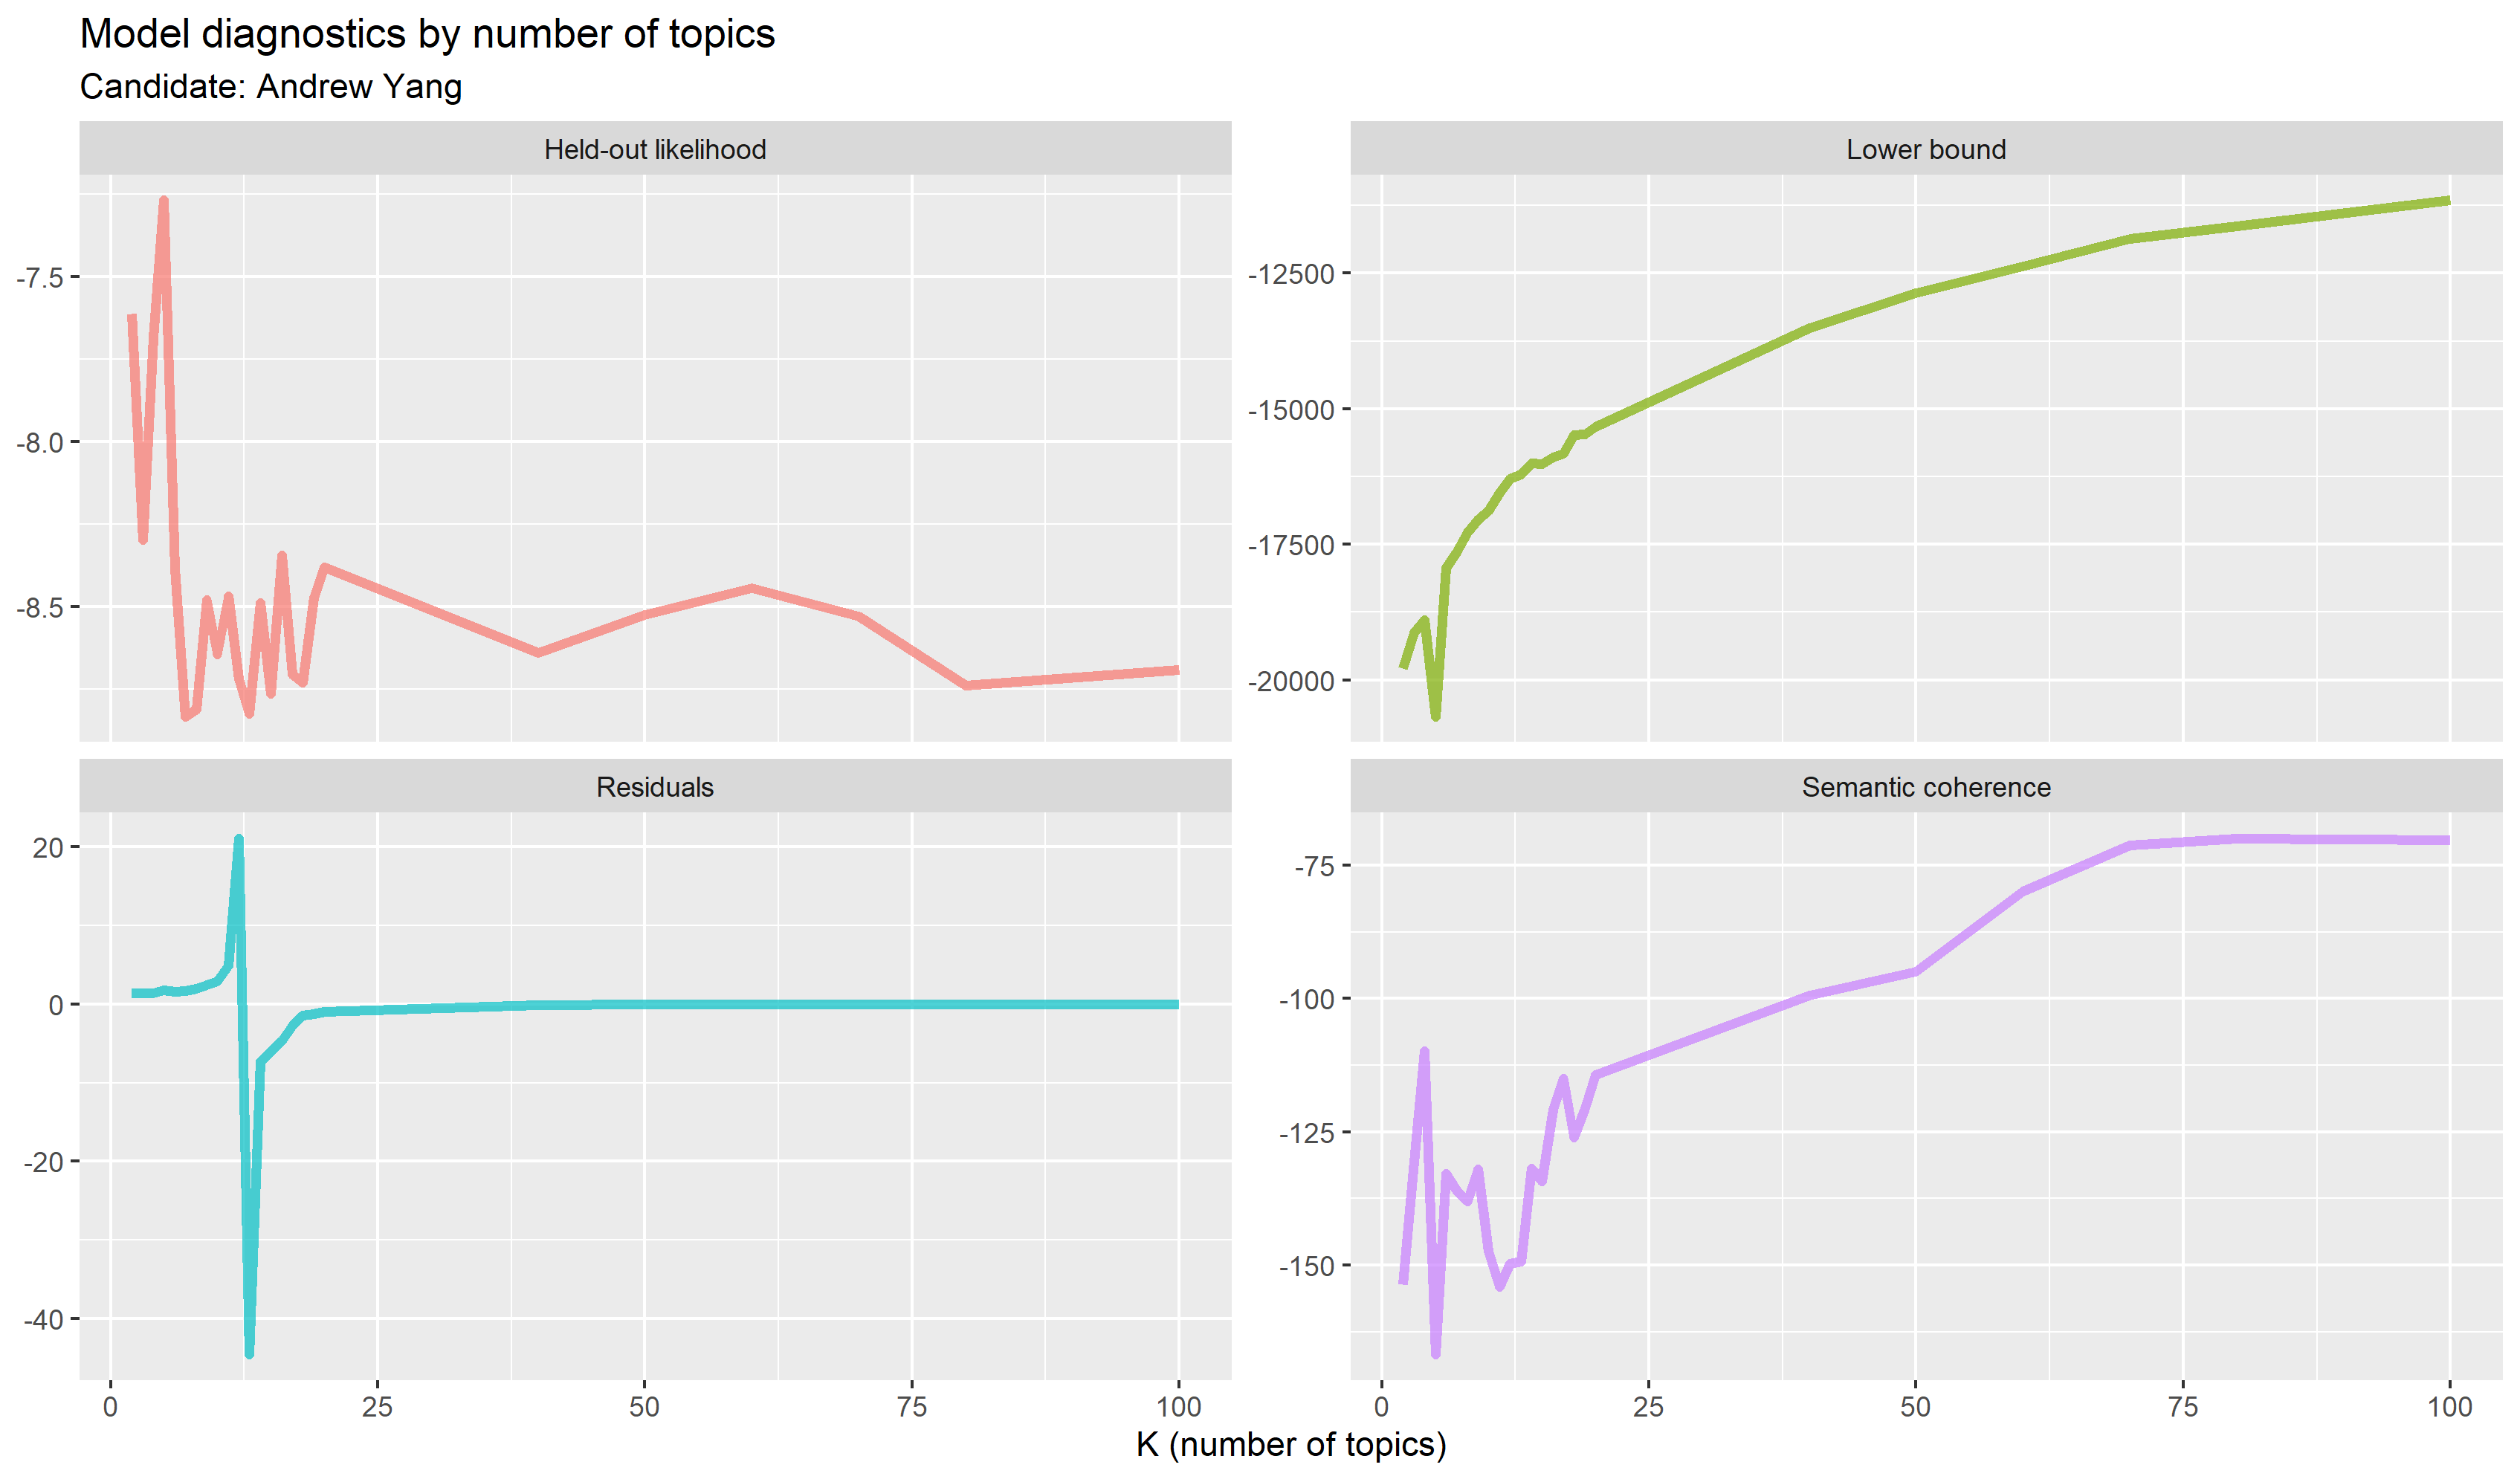 Model diagnostics by number of topics
Candidate: Andrew Yang
Held-out likelihood
Lower bound
-7.5
-8.0
-8.5
-12500
-15000
-17500
-20000
Residuals
Semantic coherence
20
0
-20
-40
-75
-100
-125
-150
0 25 50 75 100
0 25 50 75 100
K (number of topics)